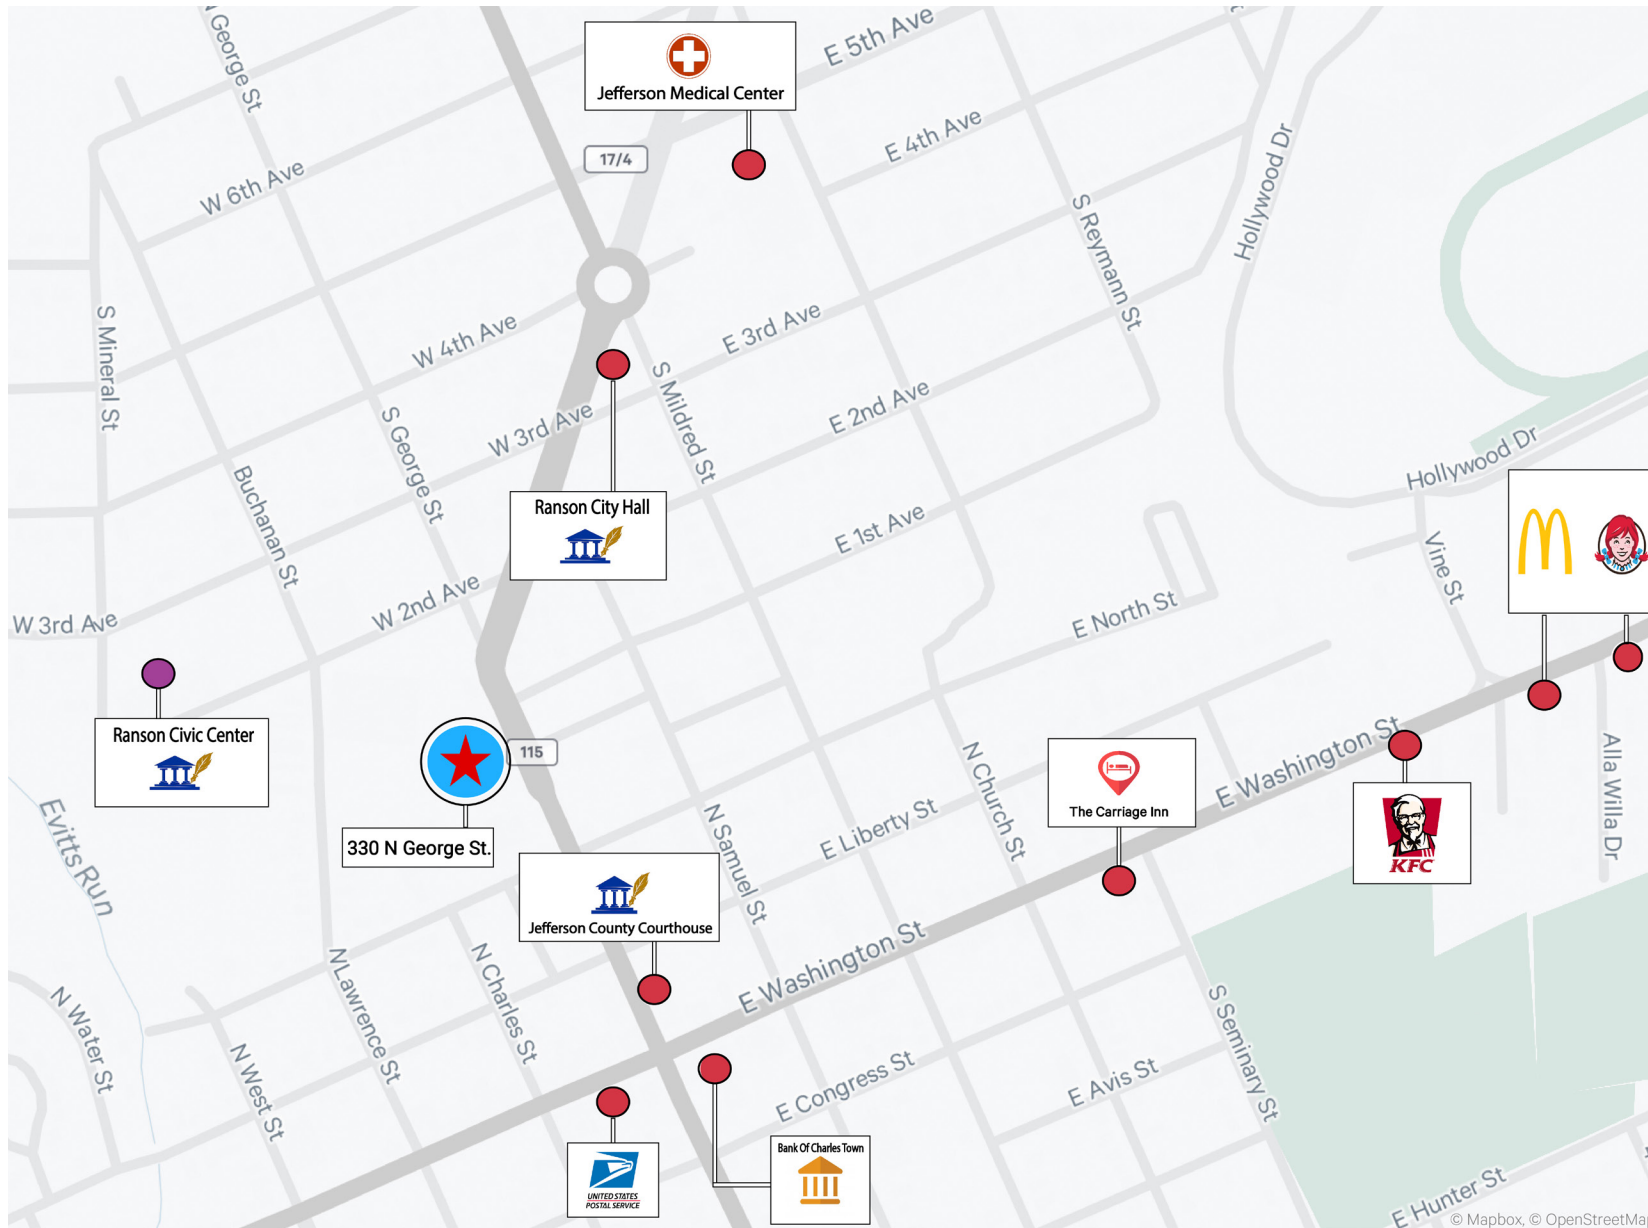 N George St
E 5th Ave
Jefferson Medical Center
17/4
E 4th Ave
W 6th Ave
Hollywood Dr
S Reymann St
S Mineral St
W 4th Ave
E 3rd Ave
S Mildred St
E 2nd Ave
S George St
W 3rd Ave
Hollywood Dr
Buchanan St
Ranson City Hall
E 1st Ave
Vine St
W 2nd Ave
W 3rd Ave
E North St
Ranson Civic Center
115
330 N George St.
N Church St
The Carriage Inn
E Washington St
Alla Willa Dr
KFC
Evitts Run
N Samuel St
E Liberty St
Jefferson County Courthouse
E Washington St
N Lawrence St
N Charles St
N Water St
N West St
S Seminary St
E Congress St
E Avis St
UNITED STATES
POSTAL SERVICE
Bank Of Charles Town
E Hunter St
© Mapbox, © OpenStreetMa